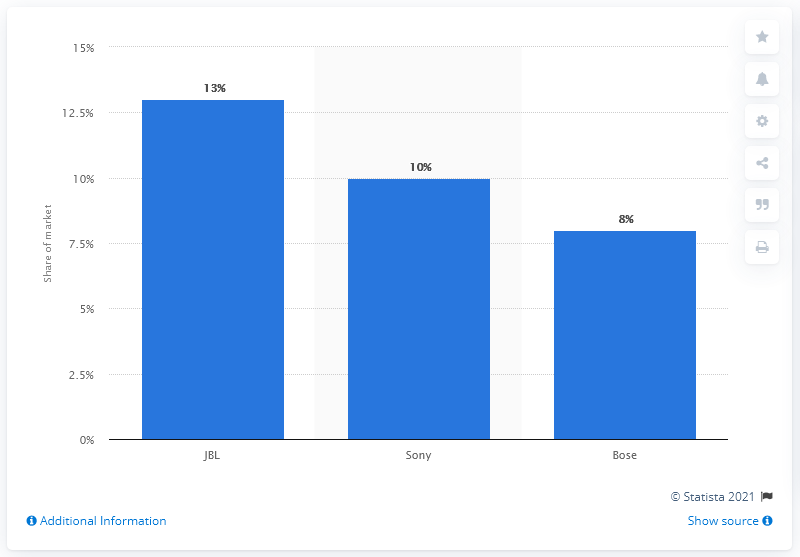 15%
12.5%
10%
7.5%
5%
2.5%
0%
Share of market
13%
10%
8%
JBL
Sony
Bose
© Statista 2021
Additional Information
Show source